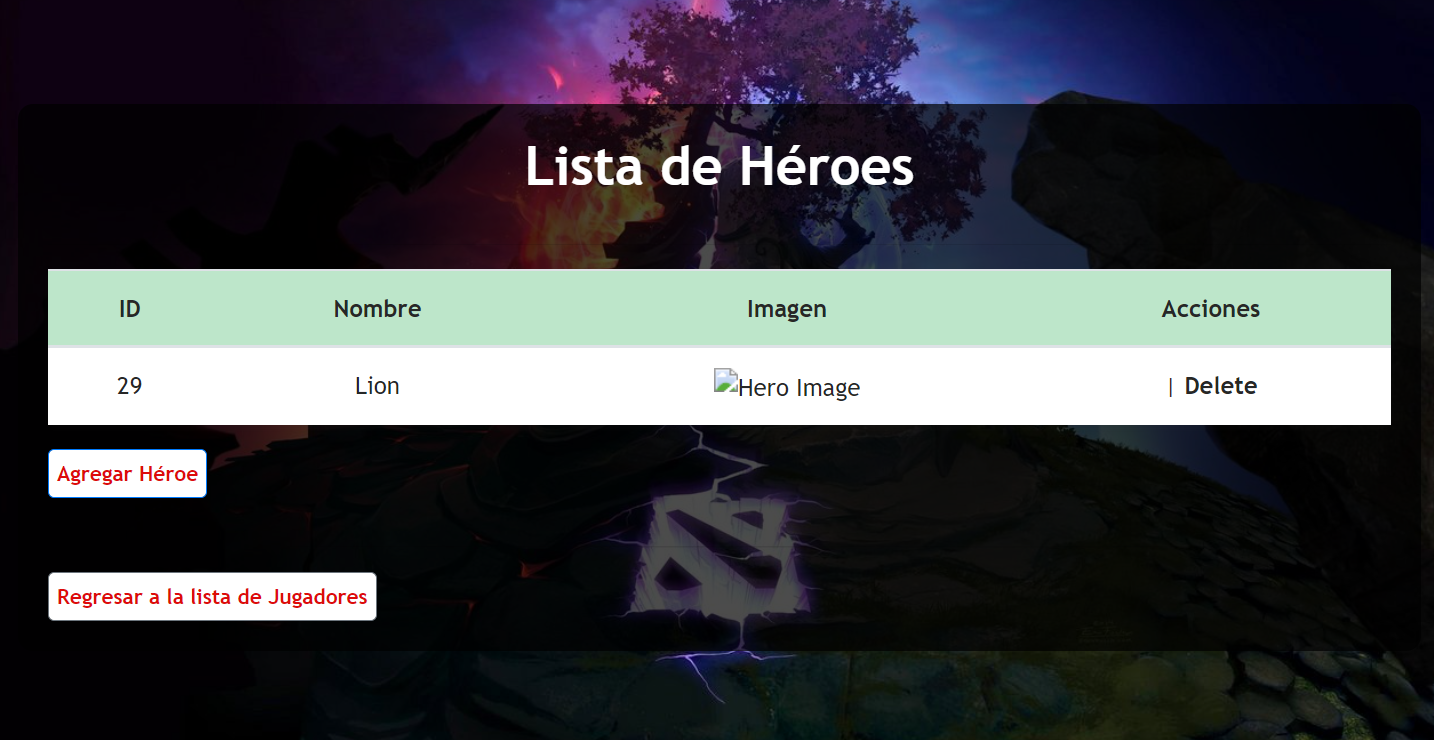 Lista de Héroes
ID Nombre Imagen Acciones
29 Lion Hero Image | Delete
Agregar Héroe
Regresar a la lista de Jugadores